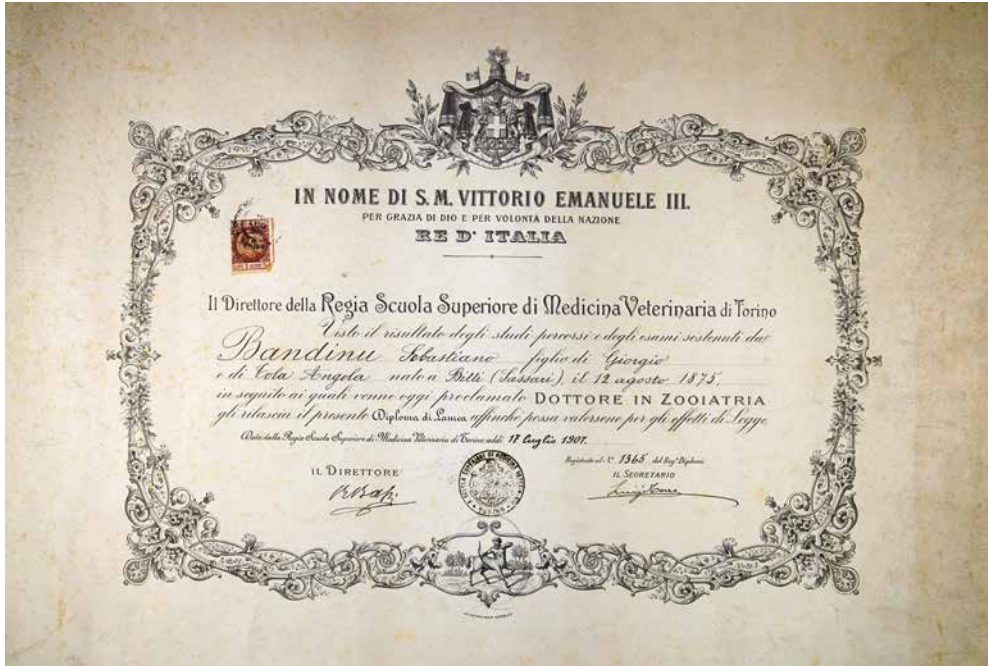 IN NOME DI S. M. VITTORIO EMANUELE III.
PER GRAZIA DI DIO E PER VOLONTÀ DELLA NAZIONE
RE D' ITALIA
Il Direttore della Regia Scuola Superiore di Medicina Veterinaria di Torino
Visto il risultato degli studi percorsi e degli esami sostenuti da
Bandinu Sebastiano figlio di Giorgio
e di Tola Angela nato a Bitti (Sassari), il 12 agosto 1875,
in seguito ai quali venne oggi proclamato DOTTORE IN ZOOIATRIA
gli rilascia il presente Diploma di Laurea affinchè possa valersene per gli effetti di Legge.
Data dalla Regia Scuola Superiore di Medicina Veterinaria di Torino addì 17 Luglio 1907.
Registrato al N.º 1365 del Reg.º Diplomi
IL DIRETTORE
IL SEGRETARIO
TORINO